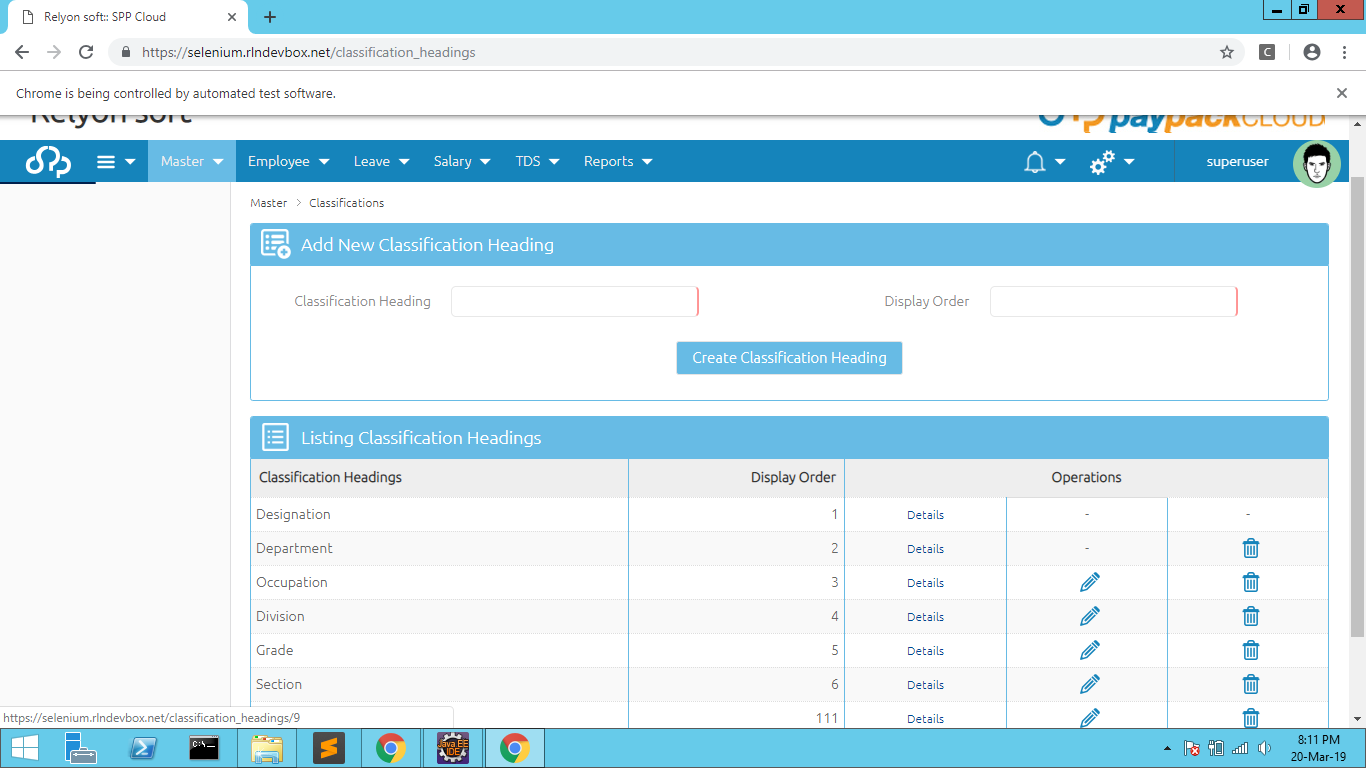 Relyon soft:: SPP Cloud
https://selenium.rlndevbox.net/classification_headings
C
Chrome is being controlled by automated test software.
Relyon soft
paypackCLOUD
Master Employee Leave Salary TDS Reports superuser
Master > Classifications
Add New Classification Heading
Classification Heading Display Order
Create Classification Heading
Listing Classification Headings
Classification Headings Display Order Operations
Designation 1 Details - -
Department 2 Details -
Occupation 3 Details
Division 4 Details
Grade 5 Details
Section 6 Details
111 Details
https://selenium.rlndevbox.net/classification_headings/9
C:\_
Java EE
IDE
8:11 PM
20-Mar-19